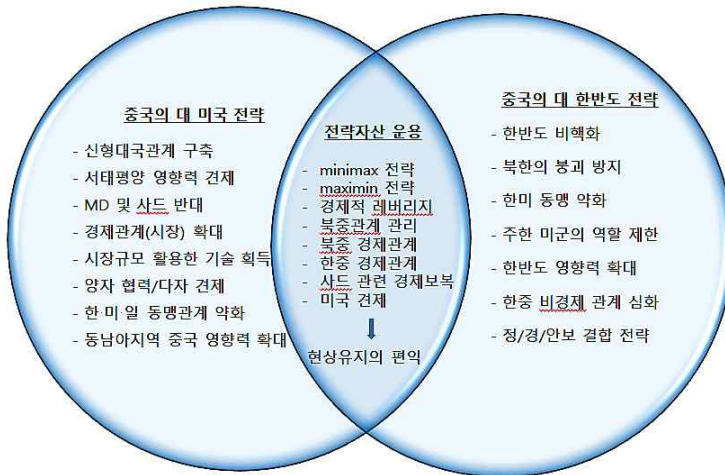 중국의 대 미국 전략
- 신형대국관계 구축
- 서태평양 영향력 견제
- MD 및 사드 반대
- 경제관계(시장) 확대
- 시장규모 활용한 기술 획득
- 양자 협력/다자 견제
- 한·미·일 동맹관계 약화
- 동남아지역 중국 영향력 확대
전략자산 운용
- minimax 전략
- maximin 전략
- 경제적 레버리지
- 북중관계 관리
- 북중 경제관계
- 한중 경제관계
- 사드 관련 경제보복
- 미국 견제
현상유지의 편익
중국의 대 한반도 전략
- 한반도 비핵화
- 북한의 붕괴 방지
- 한미 동맹 약화
- 주한 미군의 역할 제한
- 한반도 영향력 확대
- 한중 비경제 관계 심화
- 정/경/안보 결합 전략